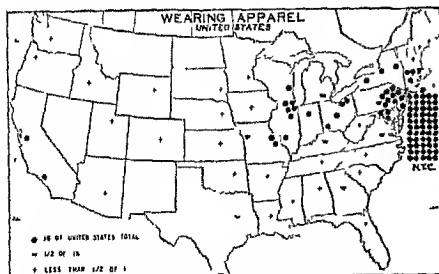 WEARING APPAREL
UNITED STATES
N.Y.C.
OF UNITED STATES TOTAL
1/2 OF 1%
LESS THAN 1/2 OF 1